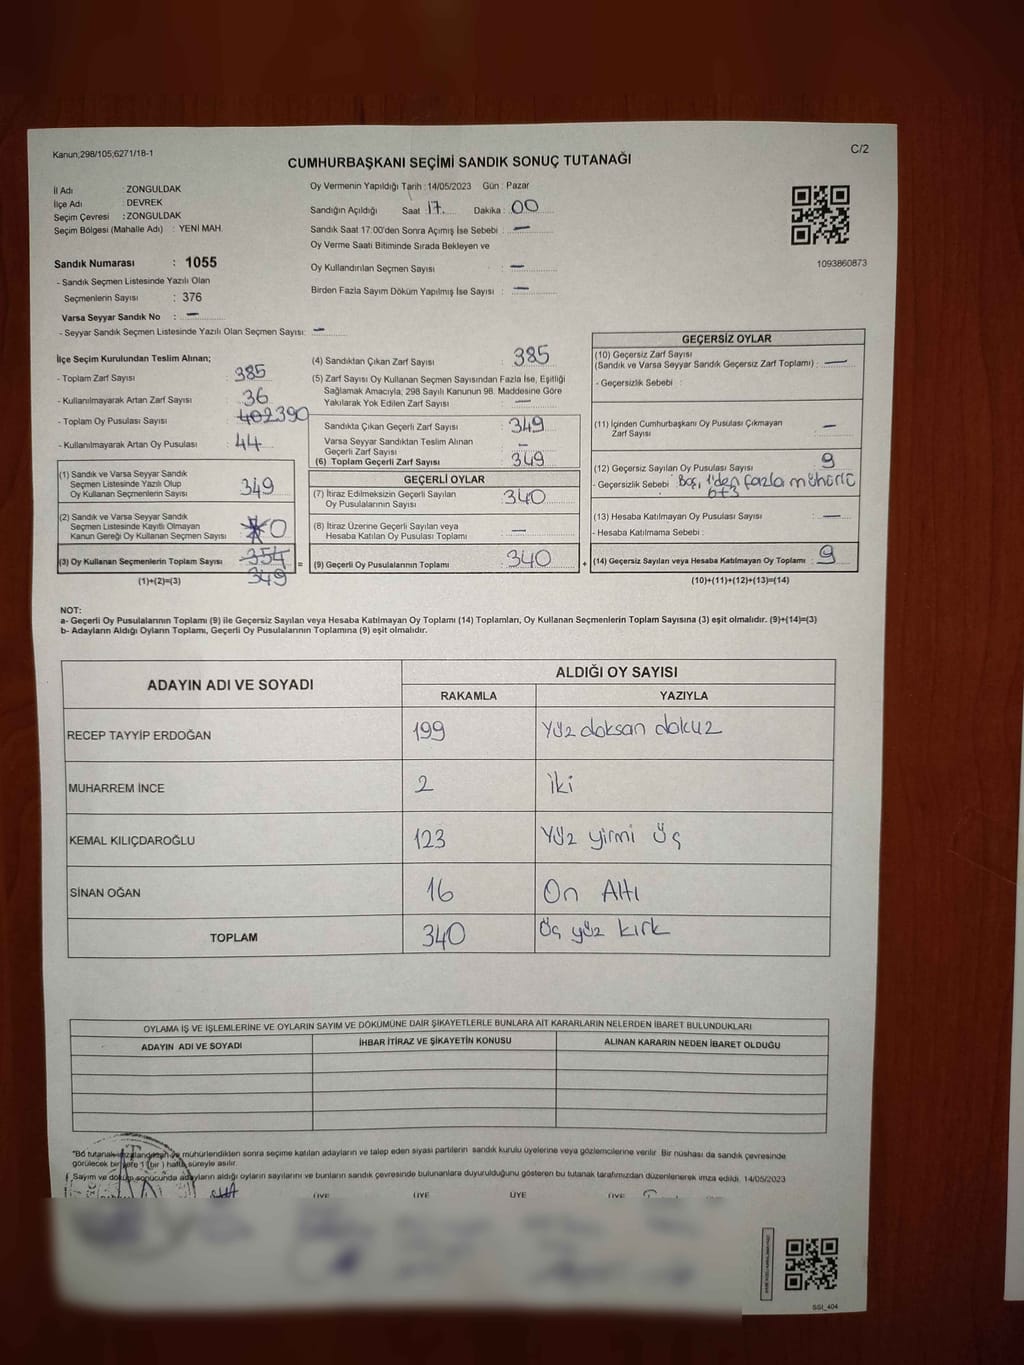 Kanun;298/105;6271/18-1
C/2
CUMHURBAŞKANI SEÇİMİ SANDIK SONUÇ TUTANAĞI
İl Adı : ZONGULDAK
İlçe Adı : DEVREK
Seçim Çevresi : ZONGULDAK
Seçim Bölgesi (Mahalle Adı) : YENİ MAH.
Sandık Numarası : 1055
- Sandık Seçmen Listesinde Yazılı Olan
Seçmenlerin Sayısı : 376
Varsa Seyyar Sandık No : —
- Seyyar Sandık Seçmen Listesinde Yazılı Olan Seçmen Sayısı: —
Oy Vermenin Yapıldığı Tarih : 14/05/2023 Gün : Pazar
Sandığın Açıldığı Saat : 17 Dakika : 00
Sandık Saat 17:00'den Sonra Açımış İse Sebebi : —
Oy Verme Saati Bitiminde Sırada Bekleyen ve
Oy Kullandırılan Seçmen Sayısı : —
Birden Fazla Sayım Döküm Yapılmış İse Sayısı : —
1093860873
İlçe Seçim Kurulundan Teslim Alınan;
- Toplam Zarf Sayısı : 385
- Kullanılmayarak Artan Zarf Sayısı : 36
- Toplam Oy Pusulası Sayısı : 402 390
- Kullanılmayarak Artan Oy Pusulası : 44
(1) Sandık ve Varsa Seyyar Sandık
Seçmen Listesinde Yazılı Olup
Oy Kullanan Seçmenlerin Sayısı : 349
(2) Sandık ve Varsa Seyyar Sandık
Seçmen Listesinde Kayıtlı Olmayan
Kanun Gereği Oy Kullanan Seçmen Sayısı : 0
(3) Oy Kullanan Seçmenlerin Toplam Sayısı : 354
349
(1)+(2)=(3)
(4) Sandıktan Çıkan Zarf Sayısı : 385
(5) Zarf Sayısı Oy Kullanan Seçmen Sayısından Fazla İse, Eşitliği
Sağlamak Amacıyla; 298 Sayılı Kanunun 98. Maddesine Göre
Yakılarak Yok Edilen Zarf Sayısı : —
Sandıkta Çıkan Geçerli Zarf Sayısı : 349
Varsa Seyyar Sandıktan Teslim Alınan
Geçerli Zarf Sayısı : —
(6) Toplam Geçerli Zarf Sayısı : 349
GEÇERLİ OYLAR
(7) İtiraz Edilmeksizin Geçerli Sayılan
Oy Pusulalarının Sayısı : 340
(8) İtiraz Üzerine Geçerli Sayılan veya
Hesaba Katılan Oy Pusulası Toplamı : —
= (9) Geçerli Oy Pusulalarının Toplamı : 340 +
GEÇERSİZ OYLAR
(10) Geçersiz Zarf Sayısı
(Sandık ve Varsa Seyyar Sandık Geçersiz Zarf Toplamı) : —
- Geçersizlik Sebebi :
(11) İçinden Cumhurbaşkanı Oy Pusulası Çıkmayan
Zarf Sayısı : —
(12) Geçersiz Sayılan Oy Pusulası Sayısı : 9
- Geçersizlik Sebebi : Boş, 1'den fazla mühürlü
6+3
(13) Hesaba Katılmayan Oy Pusulası Sayısı : —
- Hesaba Katılmama Sebebi :
(14) Geçersiz Sayılan veya Hesaba Katılmayan Oy Toplamı : 9
(10)+(11)+(12)+(13)=(14)
NOT:
a- Geçerli Oy Pusulalarının Toplamı (9) ile Geçersiz Sayılan veya Hesaba Katılmayan Oy Toplamı (14) Toplamları, Oy Kullanan Seçmenlerin Toplam Sayısına (3) eşit olmalıdır. (9)+(14)=(3)
b- Adayların Aldığı Oyların Toplamı, Geçerli Oy Pusulalarının Toplamına (9) eşit olmalıdır.
ADAYIN ADI VE SOYADI ALDIĞI OY SAYISI
RAKAMLA YAZIYLA
RECEP TAYYİP ERDOĞAN 199 Yüz doksan dokuz
MUHARREM İNCE 2 iki
KEMAL KILIÇDAROĞLU 123 Yüz yirmi üç
SİNAN OĞAN 16 On Altı
TOPLAM 340 Üç yüz kırk
OYLAMA İŞ VE İŞLEMLERİNE VE OYLARIN SAYIM VE DÖKÜMÜNE DAİR ŞİKAYETLERLE BUNLARA AİT KARARLARIN NELERDEN İBARET BULUNDUKLARI
ADAYIN ADI VE SOYADI İHBAR İTİRAZ VE ŞİKAYETİN KONUSU ALINAN KARARIN NEDEN İBARET OLDUĞU
"Bu tutanak imzalandıktan ve mühürlendikten sonra seçime katılan adayların ve talep eden siyasi partilerin sandık kurulu üyelerine veya gözlemcilerine verilir. Bir nüshası da sandık çevresinde
görülecek bir yere 1 (bir) hafta süreyle asılır.
Sayım ve döküm sonucunda adayların aldığı oyların sayılarını ve bunların sandık çevresinde bulunanlara duyurulduğunu gösteren bu tutanak tarafımızdan düzenlenerek imza edildi. 14/05/2023
ÜYE ÜYE ÜYE ÜYE
SSI_404